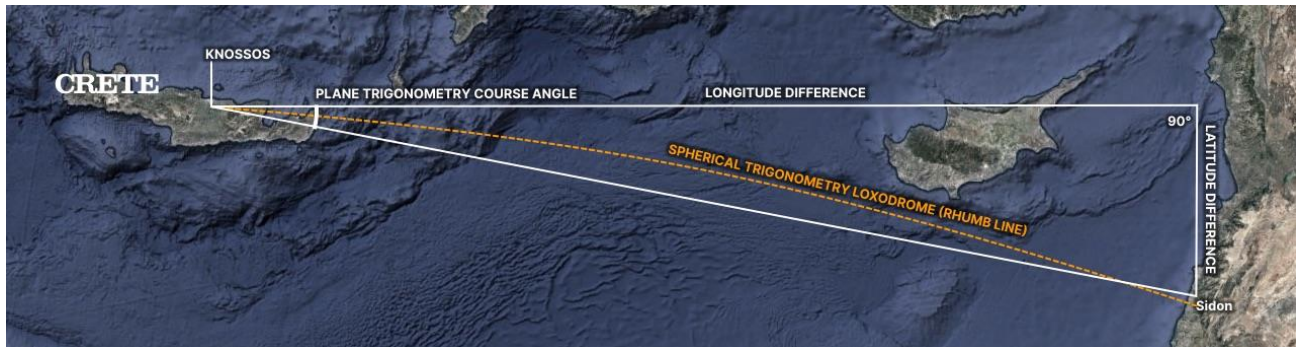 KNOSSOS
CRETE
PLANE TRIGONOMETRY COURSE ANGLE
LONGITUDE DIFFERENCE
90°
LATITUDE DIFFERENCE
SPHERICAL TRIGONOMETRY LOXODROME (RHUMB LINE)
Sidon